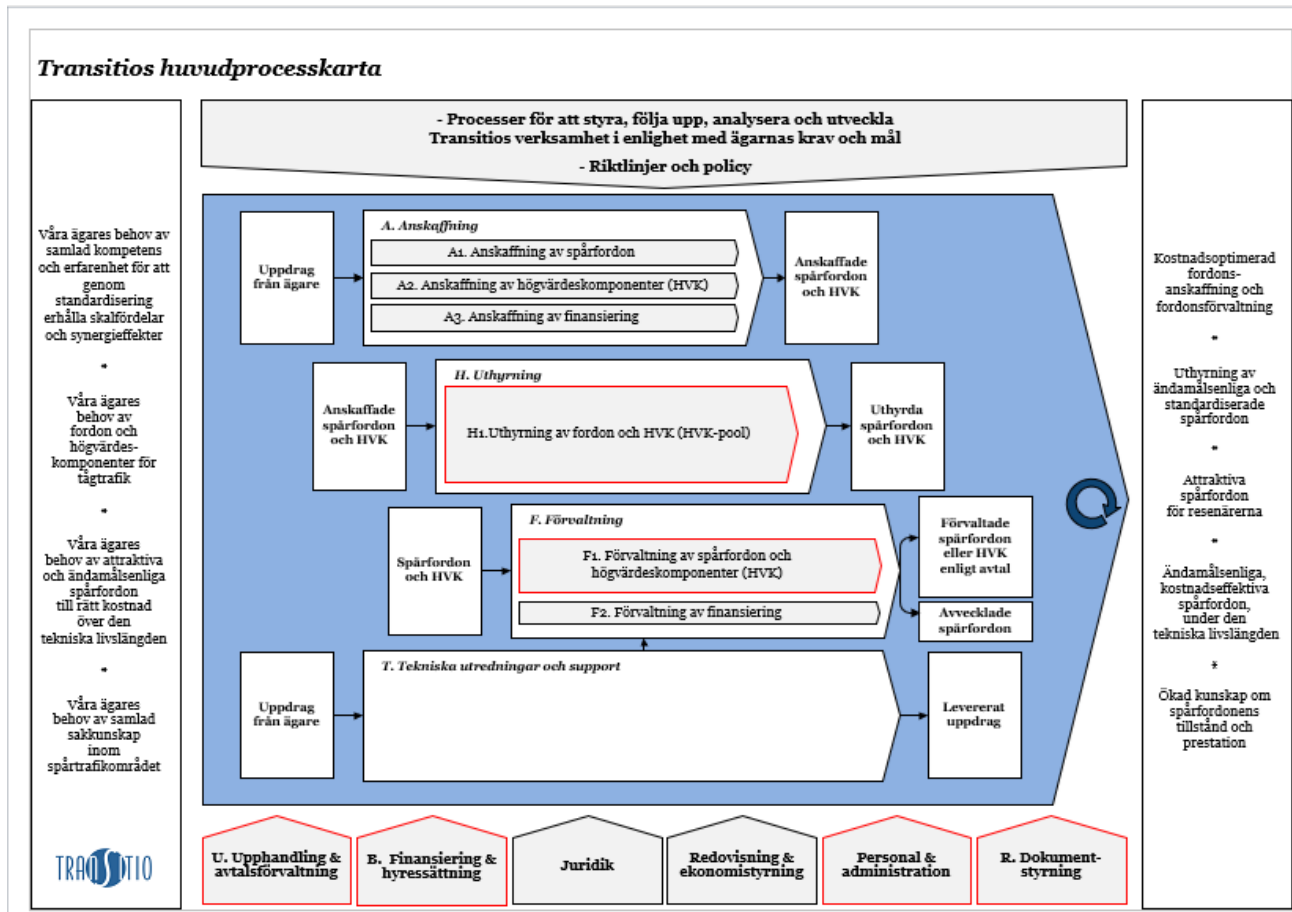 Transitios huvudprocesskarta
- Processer för att styra, följa upp, analysera och utveckla
Transitios verksamhet i enlighet med ägarnas krav och mål
- Riktlinjer och policy
Våra ägares behov av
samlad kompetens
och erfarenhet för att
genom
standardisering
erhålla skalfördelar
och synergieffekter
*
Våra ägares
behov av
fordon och
högvärdes-
komponenter för
tågtrafik
*
Våra ägares
behov av attraktiva
och ändamålsenliga
spårfordon
till rätt kostnad
över den
tekniska livslängden
*
Våra ägares
behov av samlad
sakkunskap
inom
spårtrafikområdet
TRANSITIO
Uppdrag
från ägare
A. Anskaffning
A1. Anskaffning av spårfordon
A2. Anskaffning av högvärdeskomponenter (HVK)
A3. Anskaffning av finansiering
Anskaffade
spårfordon
och HVK
Anskaffade
spårfordon
och HVK
H. Uthyrning
H1.Uthyrning av fordon och HVK (HVK-pool)
Uthyrda
spårfordon
och HVK
Spårfordon
och HVK
F. Förvaltning
F1. Förvaltning av spårfordon och
högvärdeskomponenter (HVK)
F2. Förvaltning av finansiering
Förvaltade
spårfordon
eller HVK
enligt avtal
Avvecklade
spårfordon
Uppdrag
från ägare
T. Tekniska utredningar och support
Levererat
uppdrag
Kostnadsoptimerad
fordons-
anskaffning och
fordonsförvaltning
*
Uthyrning av
ändamålsenliga och
standardiserade
spårfordon
*
Attraktiva
spårfordon
för resenärerna
*
Ändamålsenliga,
kostnadseffektiva
spårfordon,
under den
tekniska livslängden
*
Ökad kunskap om
spårfordonens
tillstånd och
prestation
U. Upphandling &
avtalsförvaltning
B. Finansiering &
hyressättning
Juridik
Redovisning &
ekonomistyrning
Personal &
administration
R. Dokument-
styrning